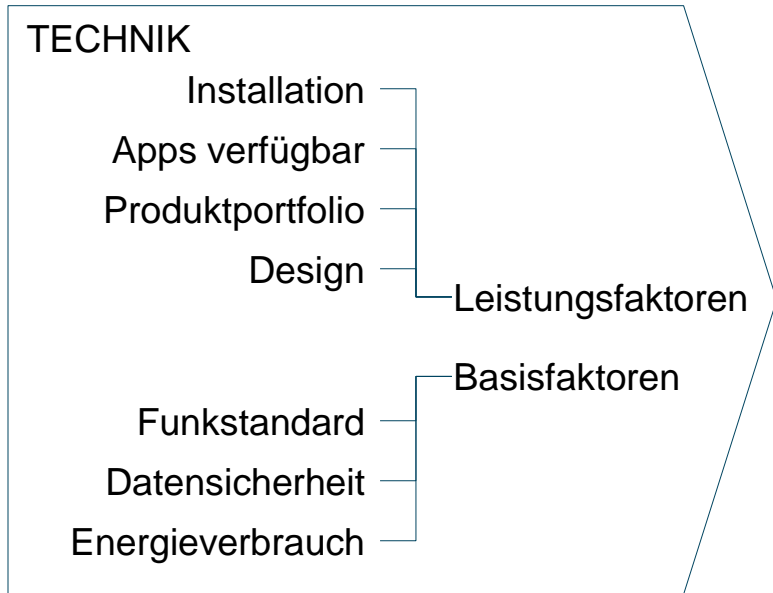 TECHNIK
Installation
Apps verfügbar
Produktportfolio
Design
Leistungsfaktoren
Basisfaktoren
Funkstandard
Datensicherheit
Energieverbrauch